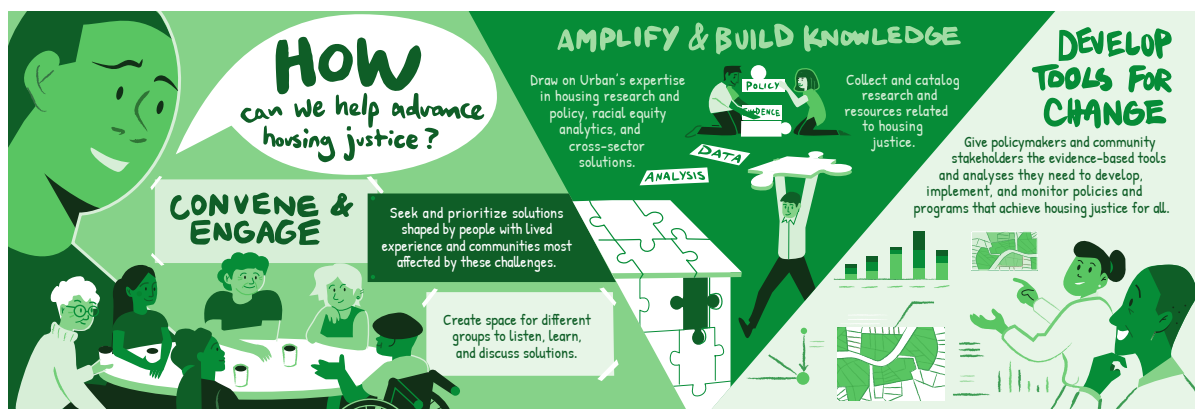 HOW
can we help advance
housing justice?
CONVENE &
ENGAGE
Seek and prioritize solutions
shaped by people with lived
experience and communities most
affected by these challenges.
Create space for different
groups to listen, learn,
and discuss solutions.
AMPLIFY & BUILD KNOWLEDGE
Draw on Urban's expertise
in housing research and
policy, racial equity
analytics, and
cross-sector
solutions.
POLICY
EVIDENCE
DATA
ANALYSIS
Collect and catalog
research and
resources related
to housing
justice.
DEVELOP
TOOLS FOR
CHANGE
Give policymakers and community
stakeholders the evidence-based tools
and analyses they need to develop,
implement, and monitor policies and
programs that achieve housing justice for all.